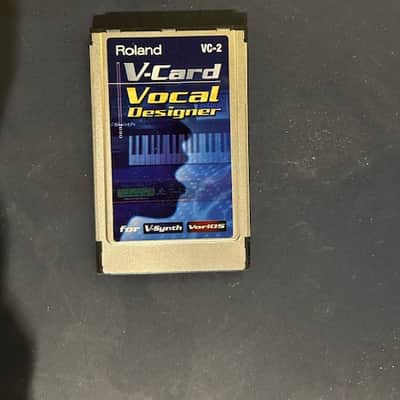 Roland VC-2
V-Card
Vocal
Designer
for V-Synth VariOS